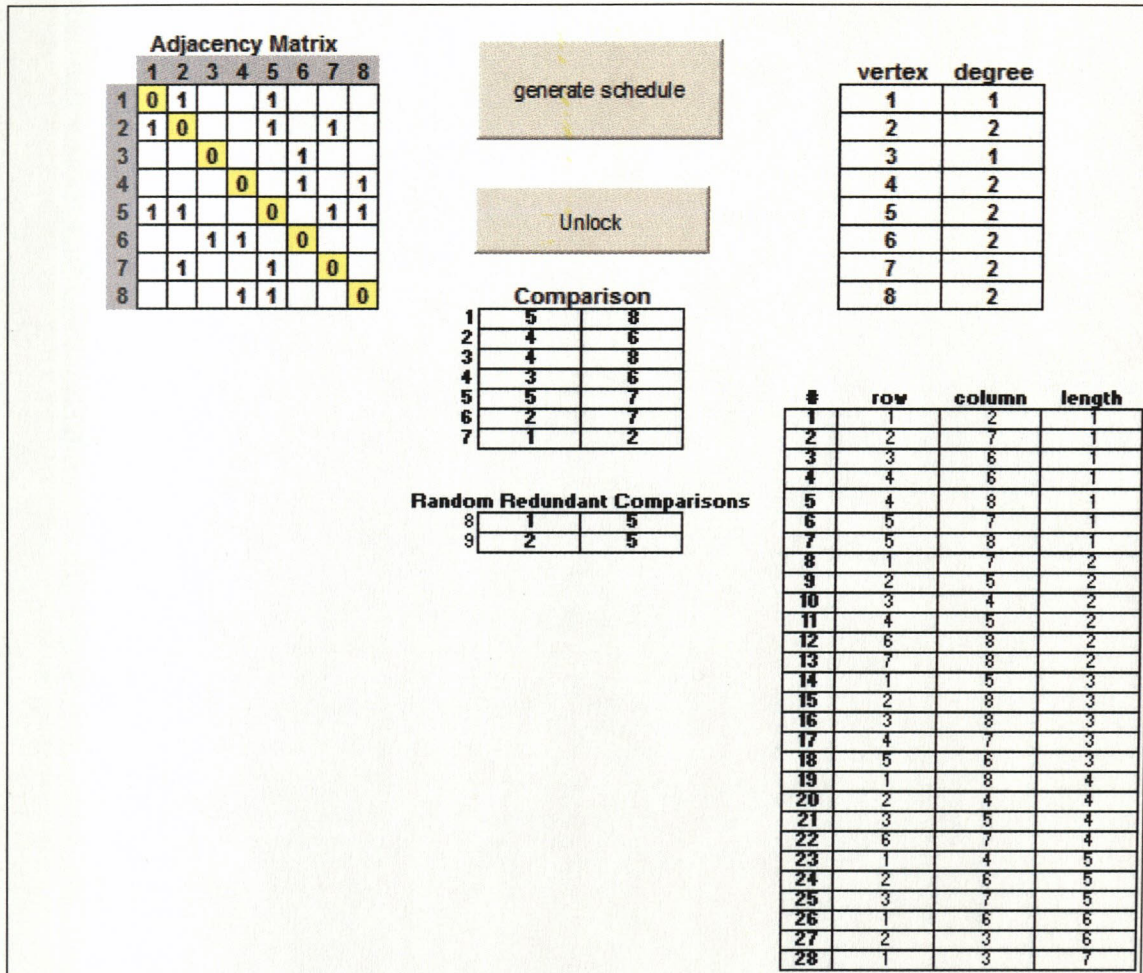 Adjacency Matrix
1 2 3 4 5 6 7 8
1 0 1 1
2 1 0 1 1
3 0 1
4 0 1 1
5 1 1 0 1 1
6 1 1 0
7 1 1 0
8 1 1 0
generate schedule
Unlock
vertex degree
1 1
2 2
3 1
4 2
5 2
6 2
7 2
8 2
Comparison
1 5 8
2 4 6
3 4 8
4 3 6
5 5 7
6 2 7
7 1 2
Random Redundant Comparisons
8 1 5
9 2 5
# row column length
1 1 2 1
2 2 7 1
3 3 6 1
4 4 6 1
5 4 8 1
6 5 7 1
7 5 8 1
8 1 7 2
9 2 5 2
10 3 4 2
11 4 5 2
12 6 8 2
13 7 8 2
14 1 5 3
15 2 8 3
16 3 8 3
17 4 7 3
18 5 6 3
19 1 8 4
20 2 4 4
21 3 5 4
22 6 7 4
23 1 4 5
24 2 6 5
25 3 7 5
26 1 6 6
27 2 3 6
28 1 3 7